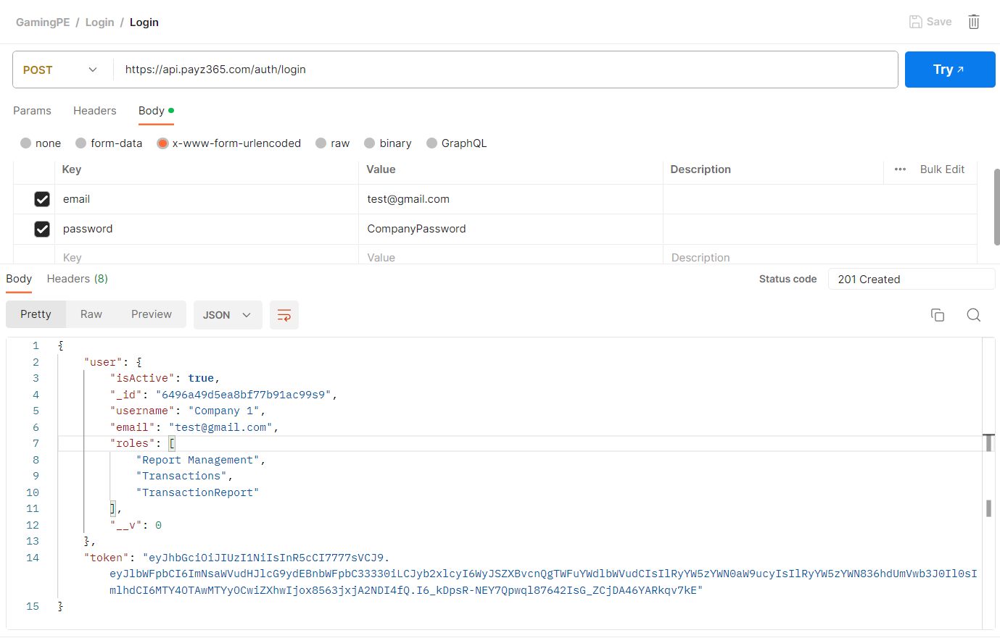 GamingPE / Login / Login
Save
POST
https://api.payz365.com/auth/login
Try ↗
Params Headers Body
none form-data x-www-form-urlencoded raw binary GraphQL
Key Value Description ••• Bulk Edit
email test@gmail.com
password CompanyPassword
Key Value Description
Body Headers (8) Status code 201 Created
Pretty Raw Preview JSON
1 {
2 "user": {
3 "isActive": true,
4 "_id": "6496a49d5ea8bf77b91ac99s9",
5 "username": "Company 1",
6 "email": "test@gmail.com",
7 "roles": [
8 "Report Management",
9 "Transactions",
10 "TransactionReport"
11 ],
12 "__v": 0
13 },
14 "token": "eyJhbGciOiJIUzI1NiIsInR5cCI7777sVCJ9.
eyJlbWFpbCI6ImNsaWVudHJlcG9ydEBnbWFpbC33330iLCJyb2xlcyI6WyJSZXBvcnQgTWFuYWdlbWVudCIsIlRyYW5zYWN0aW9ucyIsIlRyYW5zYWN836hdUmVwb3J0Il0sI
mlhdCI6MTY4OTAwMTYyOCwiZXhwIjox8563jxjA2NDI4fQ.I6_kDpsR-NEY7Qpwql87642IsG_ZCjDA46YARkqv7kE"
15 }